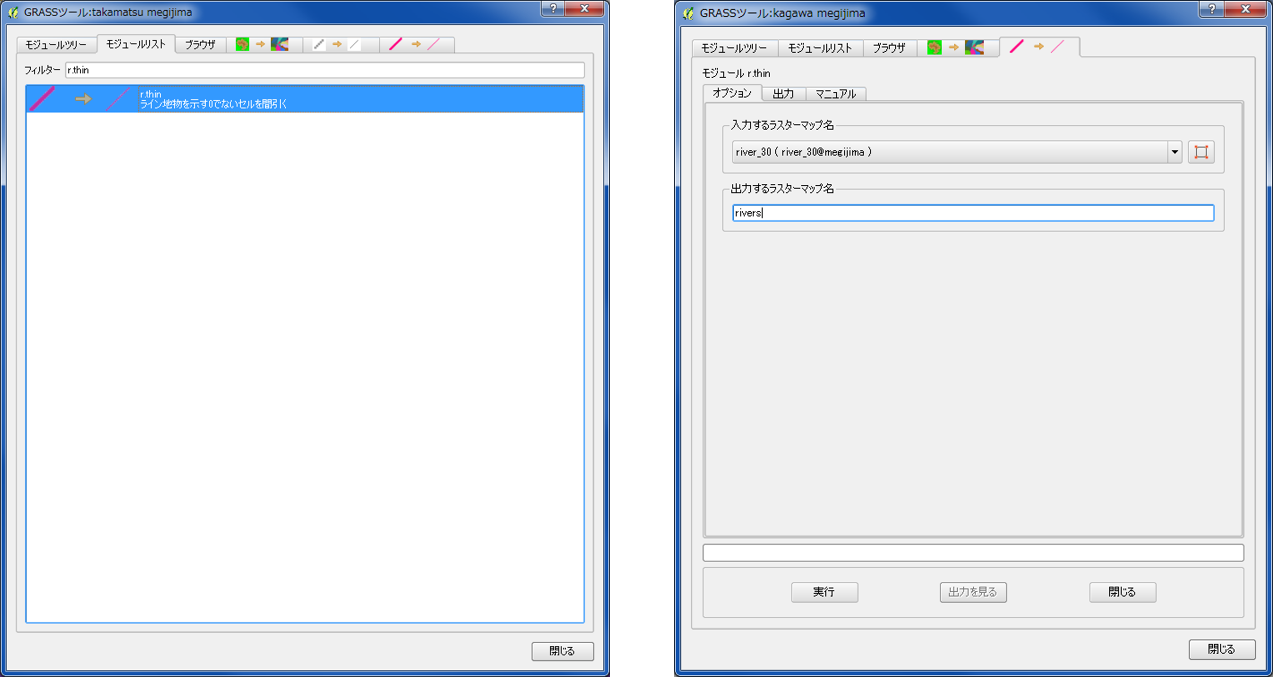 GRASSツール:takamatsu megijima
モジュールツリー モジュールリスト ブラウザ
フィルター r.thin
r.thin
ライン地物を示す0でないセルを間引く
閉じる
GRASSツール:kagawa megijima
モジュールツリー モジュールリスト ブラウザ
モジュール r.thin
オプション 出力 マニュアル
入力するラスターマップ名
river_30 ( river_30@megijima )
出力するラスターマップ名
rivers
実行 出力を見る 閉じる
閉じる